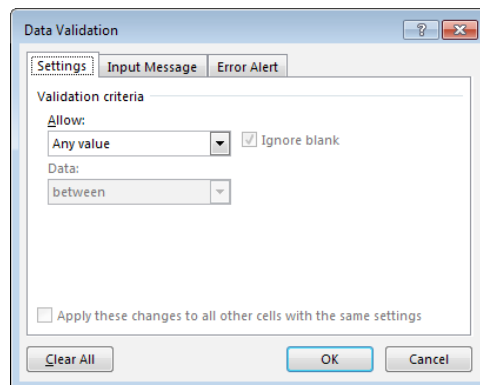 Data Validation
Settings Input Message Error Alert
Validation criteria
Allow:
Any value Ignore blank
Data:
between
Apply these changes to all other cells with the same settings
Clear All OK Cancel